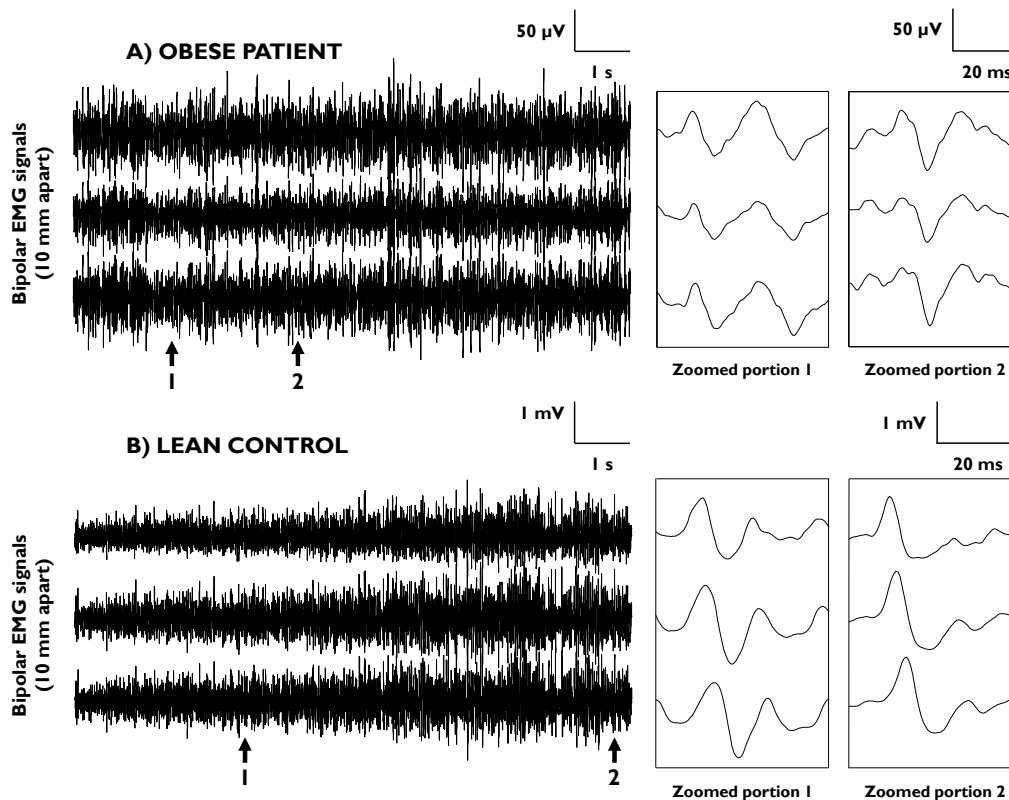 50 µV
A) OBESE PATIENT
1 s
50 µV
20 ms
Bipolar EMG signals
(10 mm apart)
1
2
Zoomed portion 1
Zoomed portion 2
1 mV
B) LEAN CONTROL
1 s
1 mV
20 ms
Bipolar EMG signals
(10 mm apart)
1
2
Zoomed portion 1
Zoomed portion 2